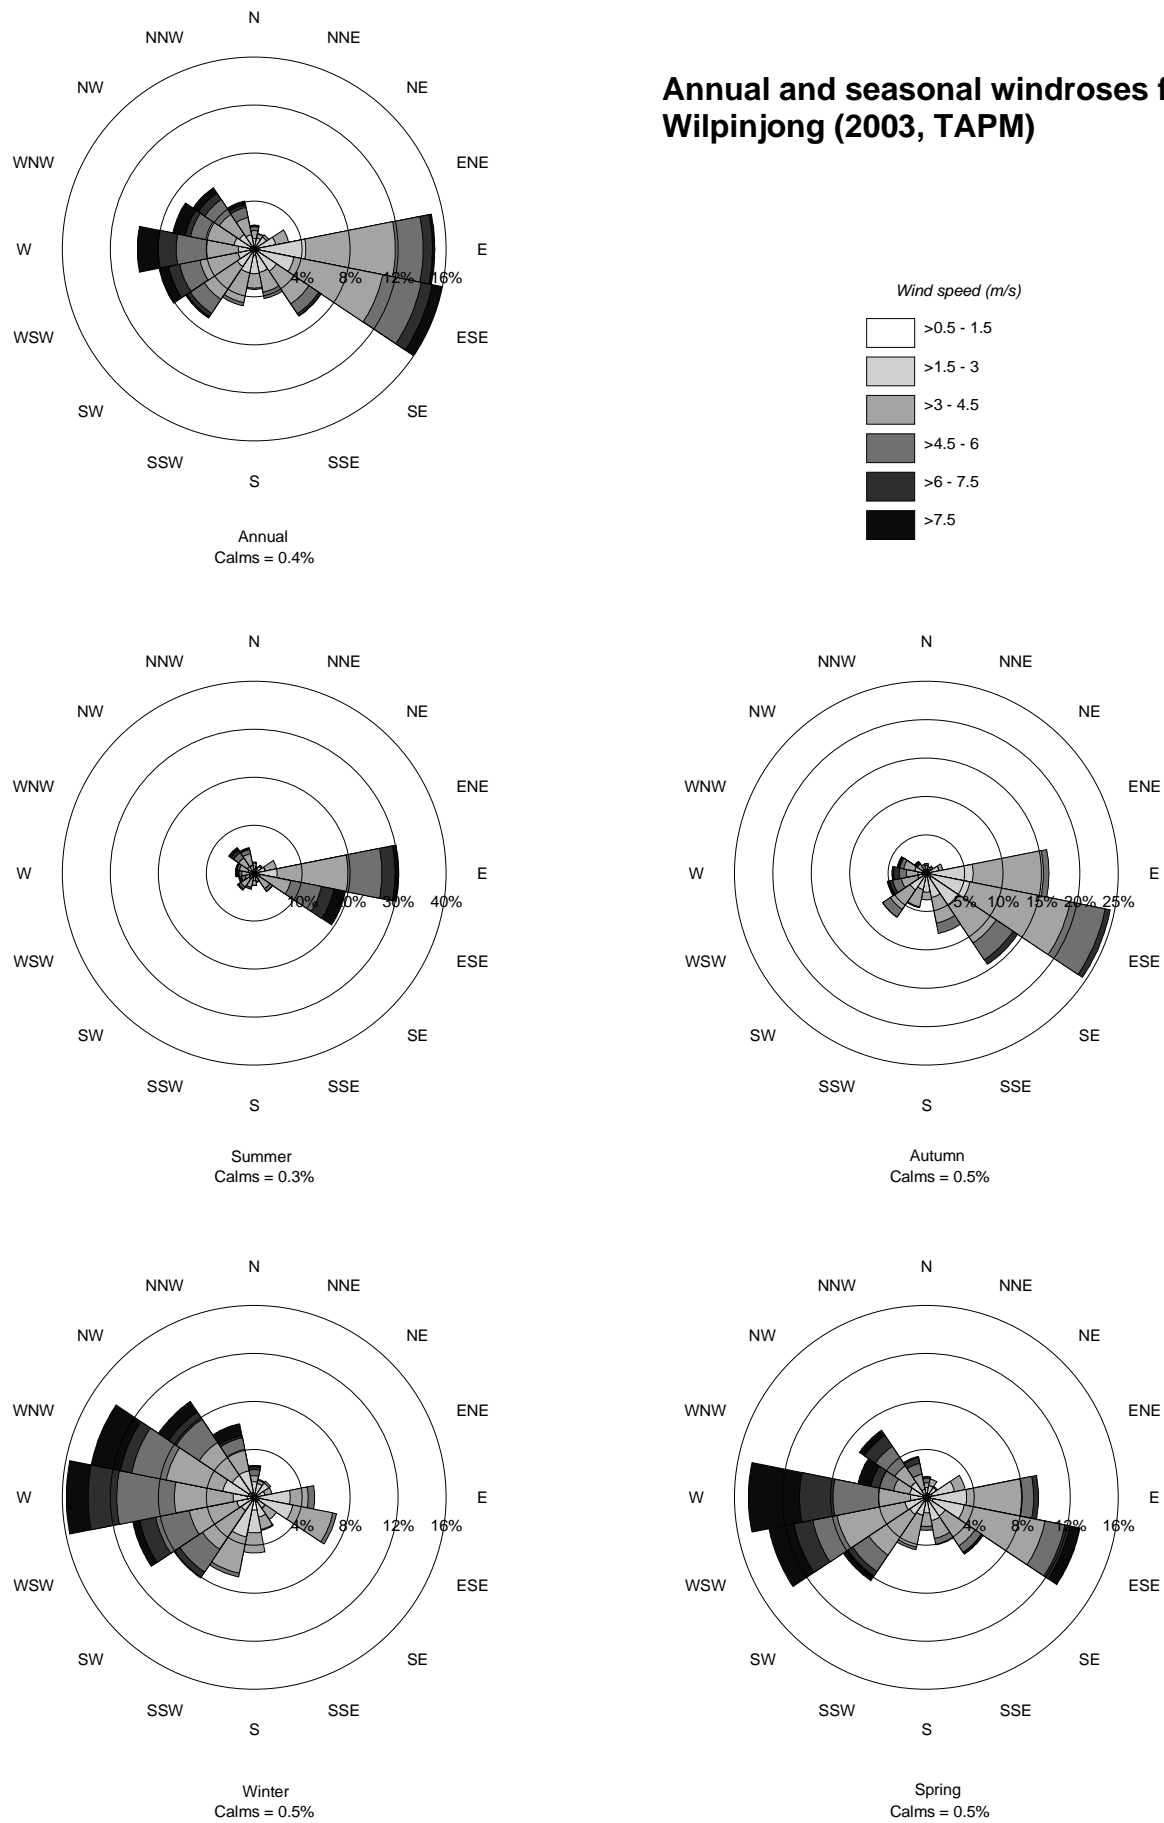 Annual and seasonal windroses f
Wilpinjong (2003, TAPM)
N
NNW NNE
NW NE
WNW ENE
W E
4% 8% 12% 16%
WSW ESE
SW SE
SSW SSE
S
Annual
Calms = 0.4%
Wind speed (m/s)
>0.5 - 1.5
>1.5 - 3
>3 - 4.5
>4.5 - 6
>6 - 7.5
>7.5
N
NNW NNE
NW NE
WNW ENE
W E
10% 20% 30% 40%
WSW ESE
SW SE
SSW SSE
S
Summer
Calms = 0.3%
N
NNW NNE
NW NE
WNW ENE
W E
5% 10% 15% 20% 25%
WSW ESE
SW SE
SSW SSE
S
Autumn
Calms = 0.5%
N
NNW NNE
NW NE
WNW ENE
W E
4% 8% 12% 16%
WSW ESE
SW SE
SSW SSE
S
Winter
Calms = 0.5%
N
NNW NNE
NW NE
WNW ENE
W E
4% 8% 12% 16%
WSW ESE
SW SE
SSW SSE
S
Spring
Calms = 0.5%